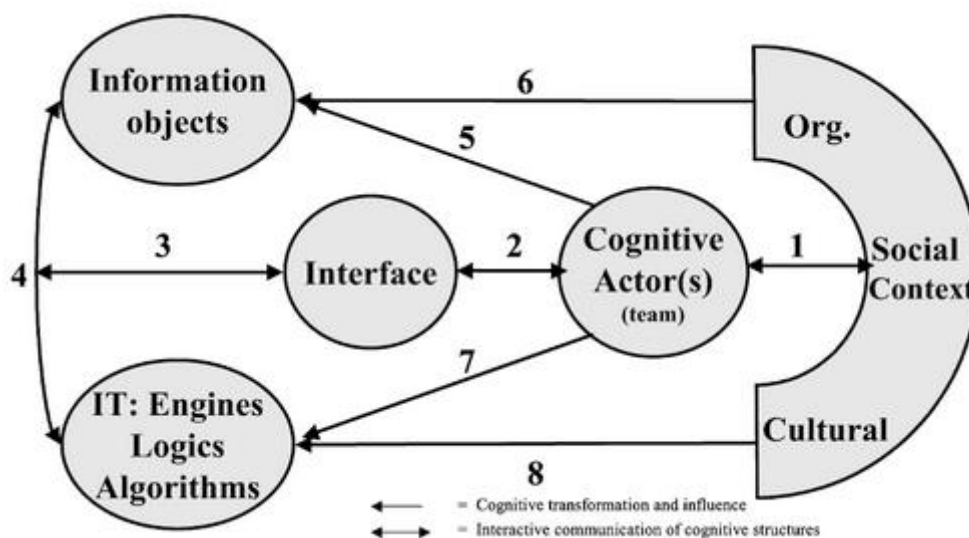 Information
objects
6
Org.
5
4
3
Interface
2
Cognitive
Actor(s)
(team)
1
Social
Context
7
IT: Engines
Logics
Algorithms
Cultural
8
= Cognitive transformation and influence
= Interactive communication of cognitive structures